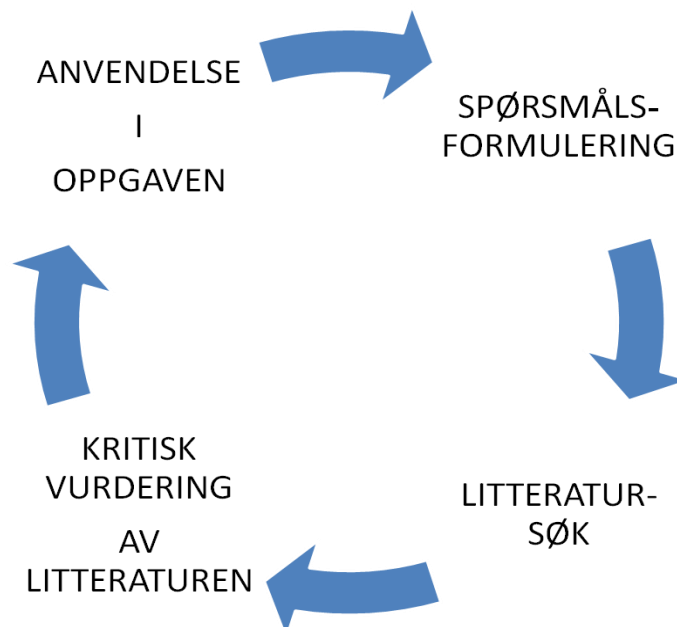 ANVENDELSE
I
OPPGAVEN
SPØRSMÅLS-
FORMULERING
LITTERATUR-
SØK
KRITISK
VURDERING
AV
LITTERATUREN